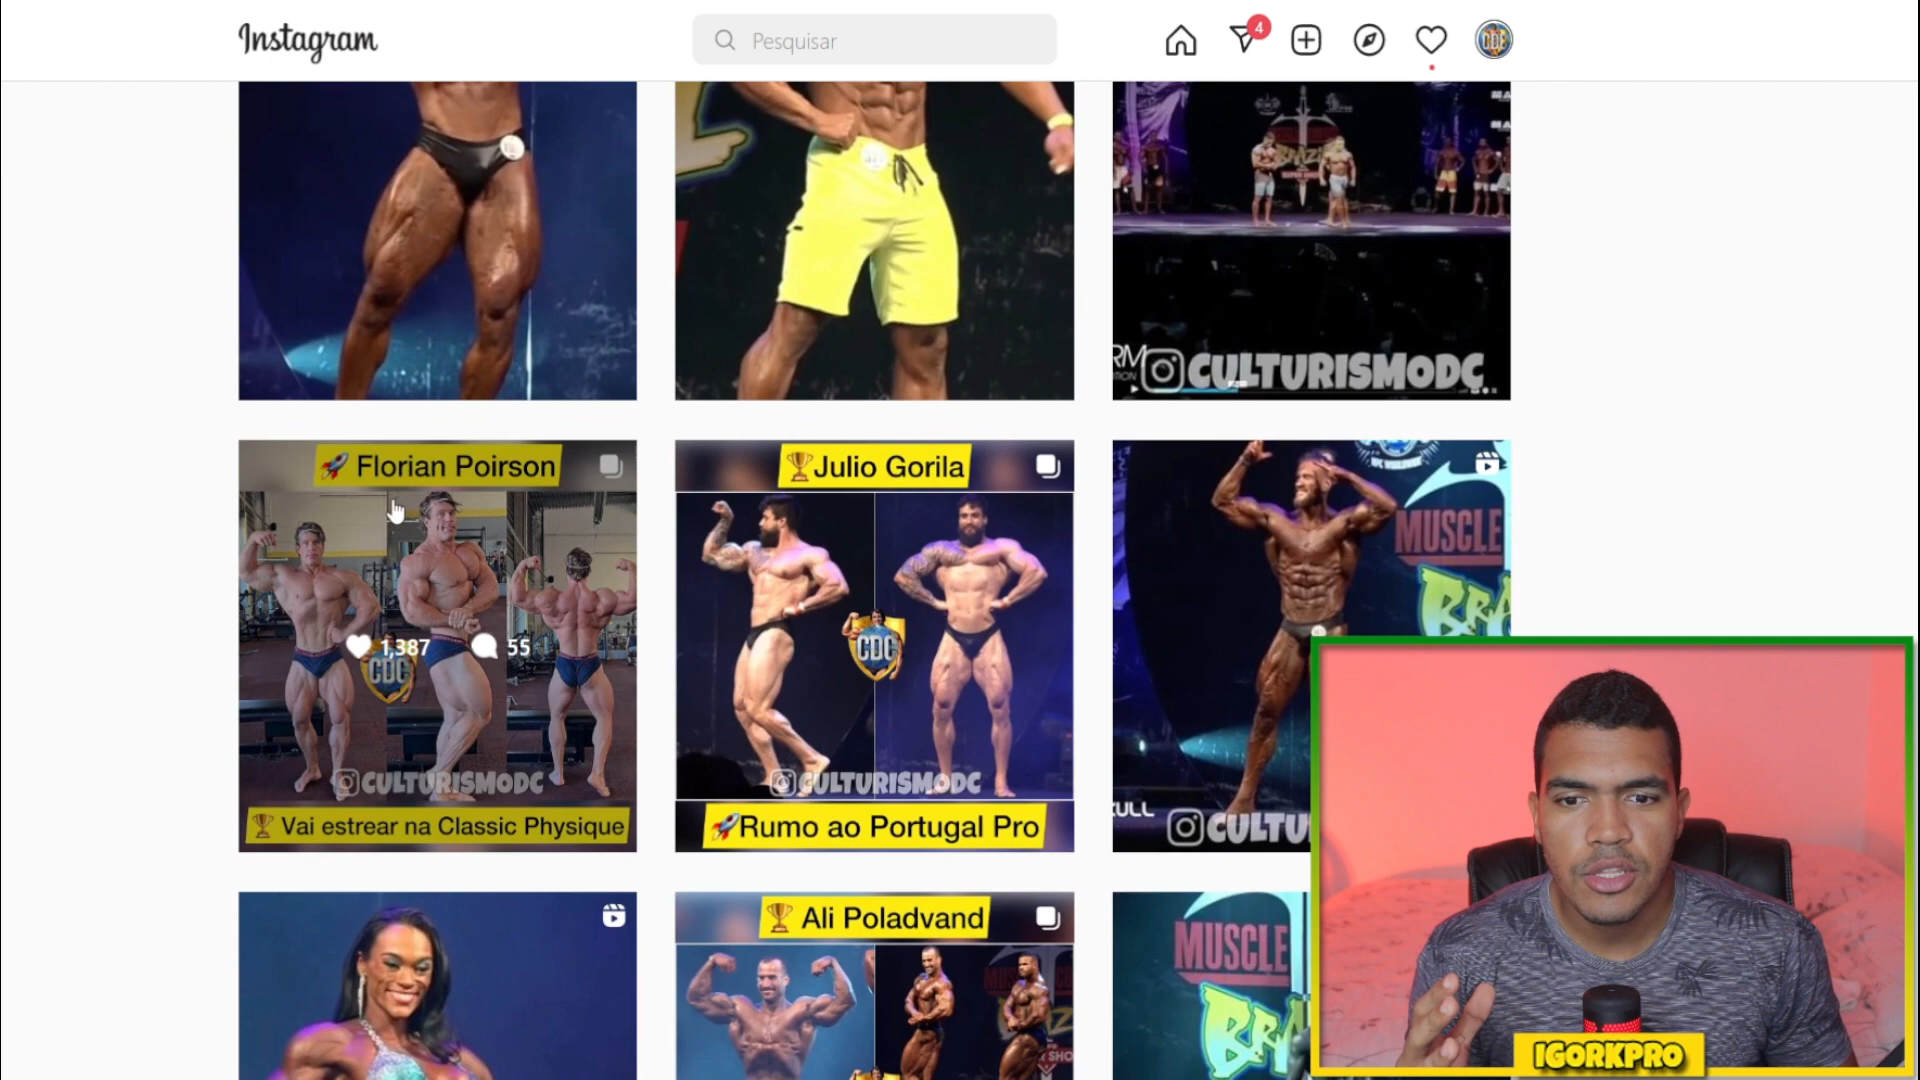 Instagram
Pesquisar
4
CULTURISMODC
Florian Poirson
Julio Gorila
MUSCLE
1,387
55
CDC
CDC
CULTURISMODC
CULTURISMODC
Vai estrear na Classic Physique
Rumo ao Portugal Pro
CULTU
Ali Poladvand
MUSCLE
IGORKPRO